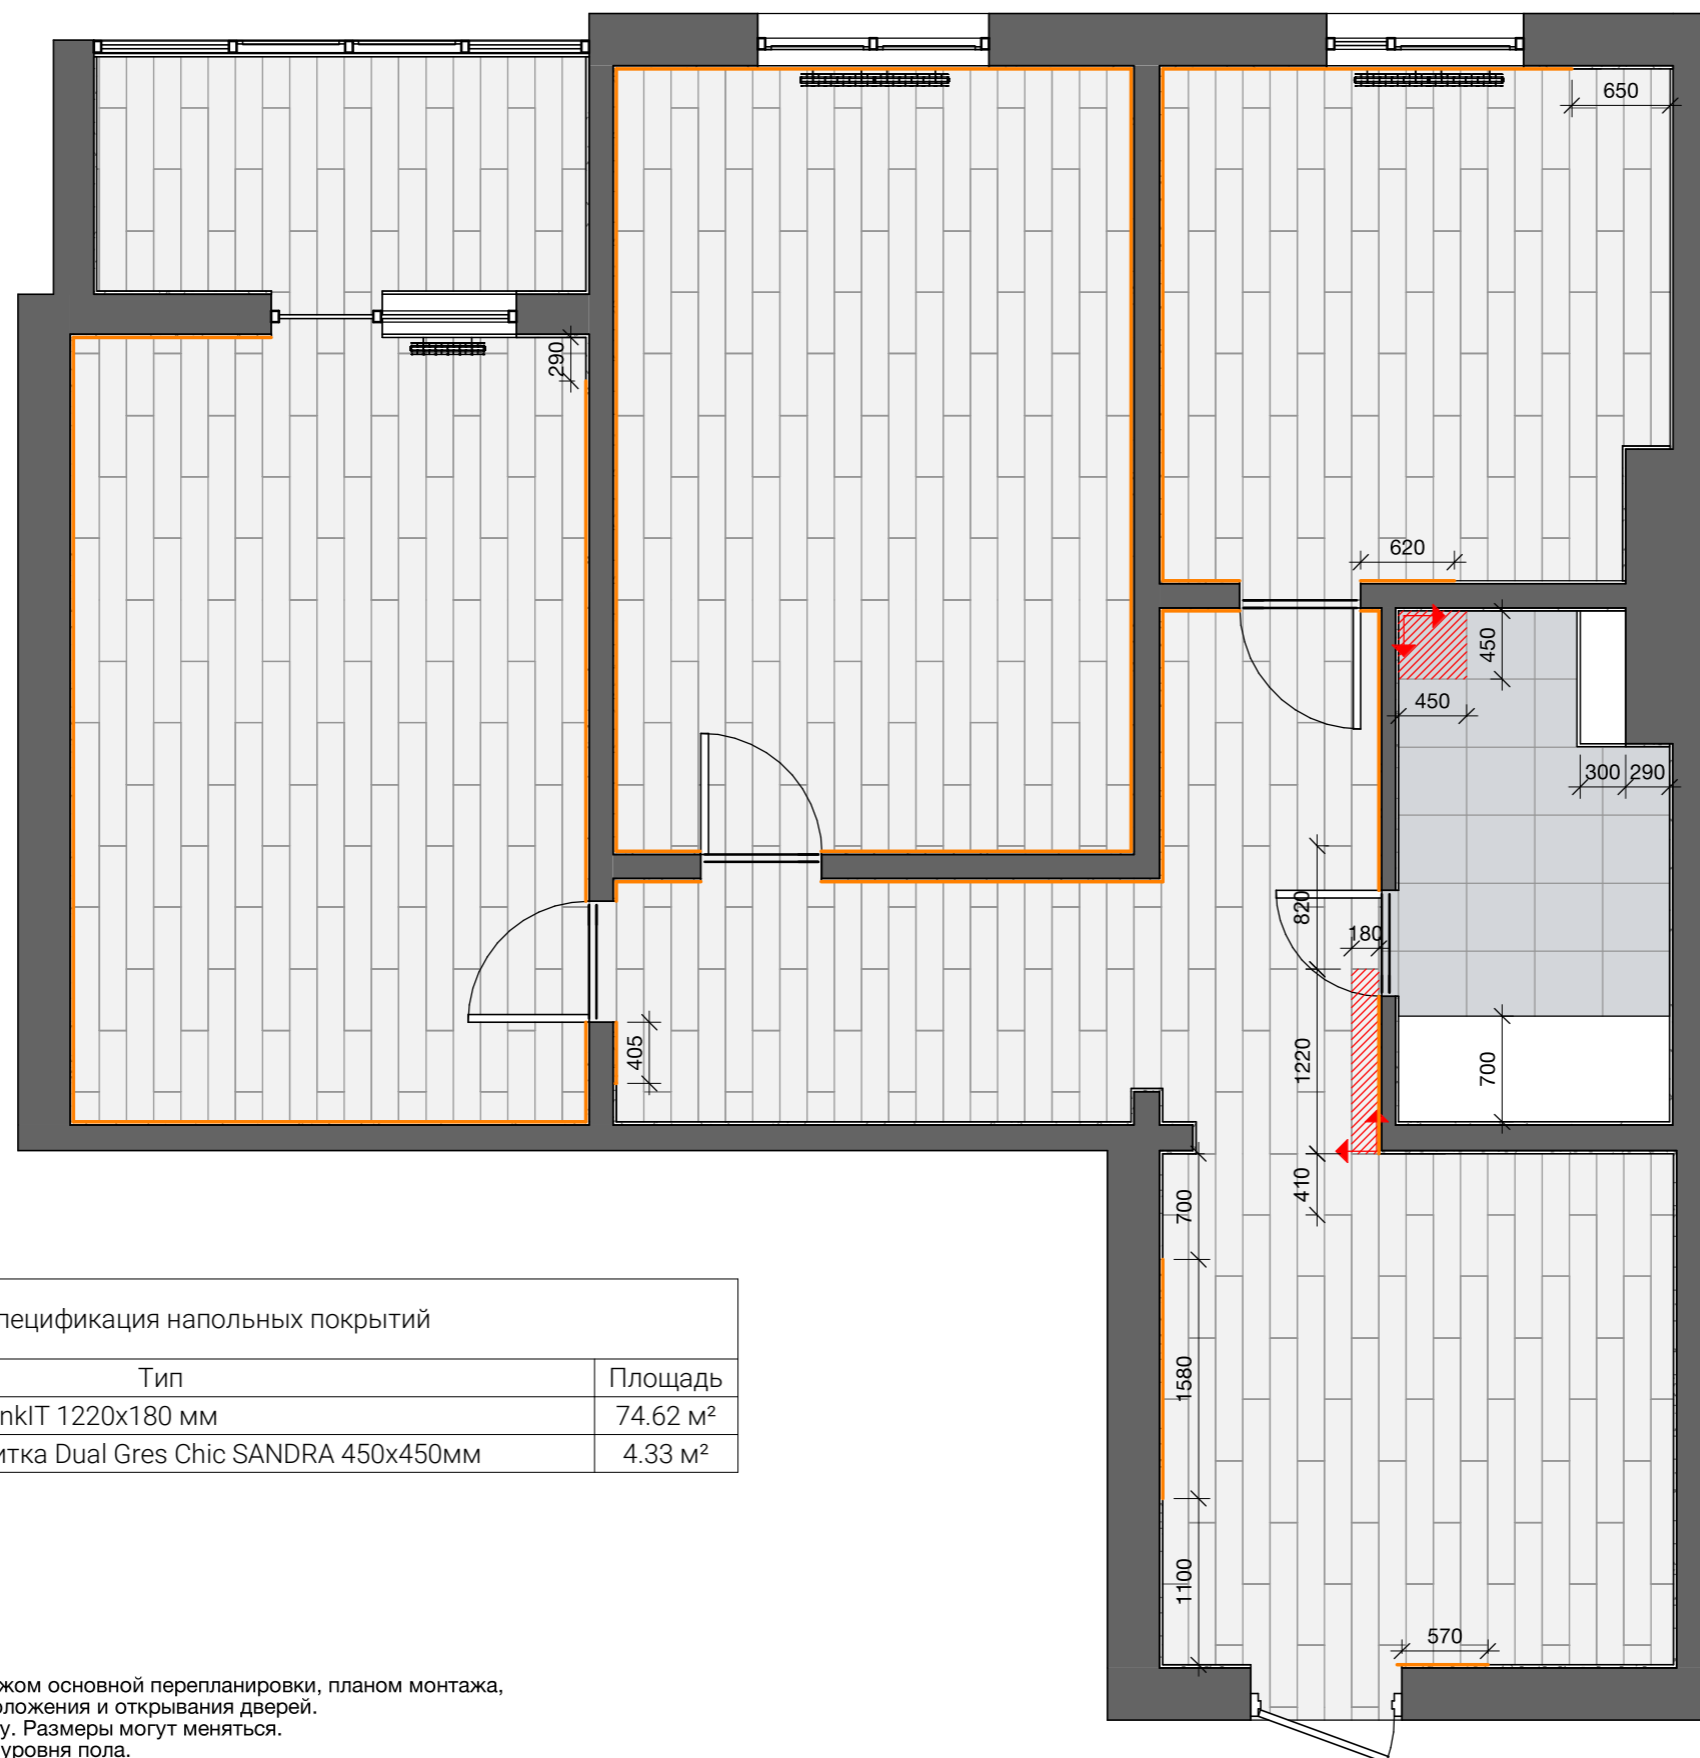 650
290
620
450
450
300 290
820
180
405
1220
700
410
700
1580
1100
570
пецификация напольных покрытий
Тип Площадь
nkIT 1220x180 мм 74.62 м²
итка Dual Gres Chic SANDRA 450x450мм 4.33 м²
жом основной перепланировки, планом монтажа,
оложения и открывания дверей.
у. Размеры могут меняться.
уровня пола.